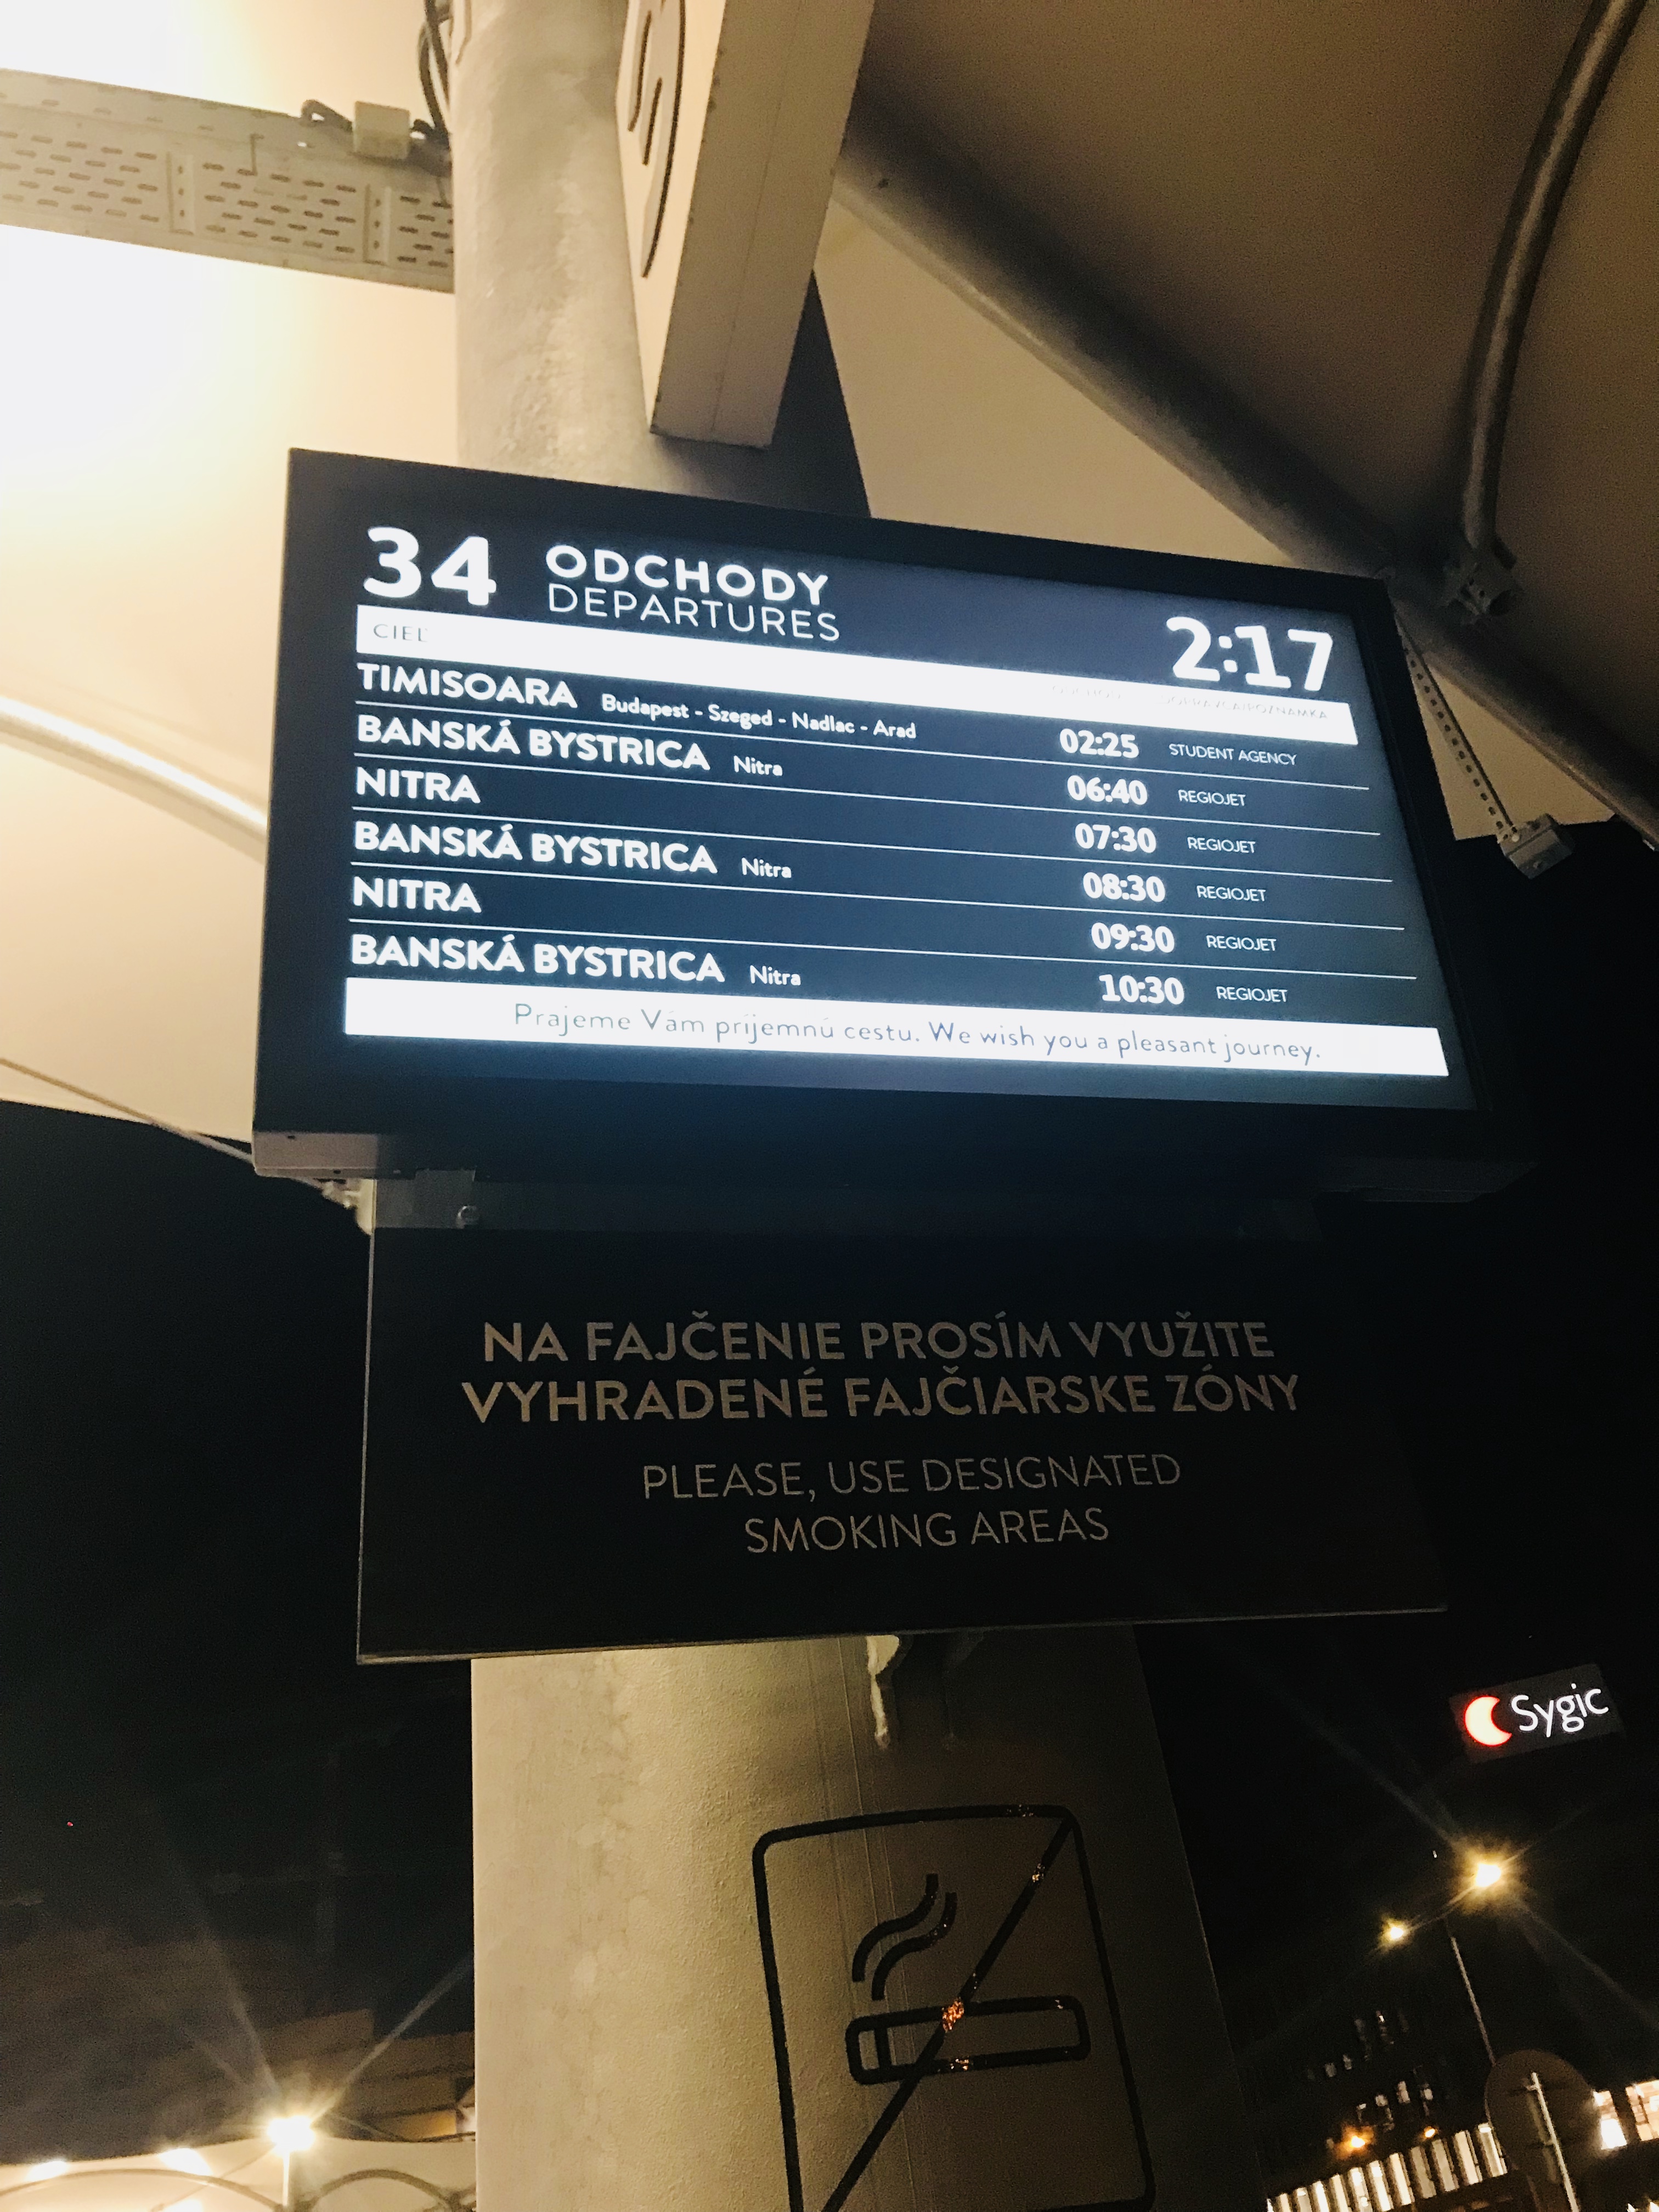 34 ODCHODY 2:17
DEPARTURES
CIEĽ
TIMISOARA Budapest - Szeged - Nadlac - Arad 02:25 STUDENT AGENCY
BANSKÁ BYSTRICA Nitra 06:40 REGIOJET
NITRA 07:30 REGIOJET
BANSKÁ BYSTRICA Nitra 08:30 REGIOJET
NITRA 09:30 REGIOJET
BANSKÁ BYSTRICA Nitra 10:30 REGIOJET
Prajeme Vám príjemnú cestu. We wish you a pleasant journey.
NA FAJČENIE PROSÍM VYUŽITE
VYHRADENÉ FAJČIARSKE ZÓNY
PLEASE, USE DESIGNATED
SMOKING AREAS
Sygic